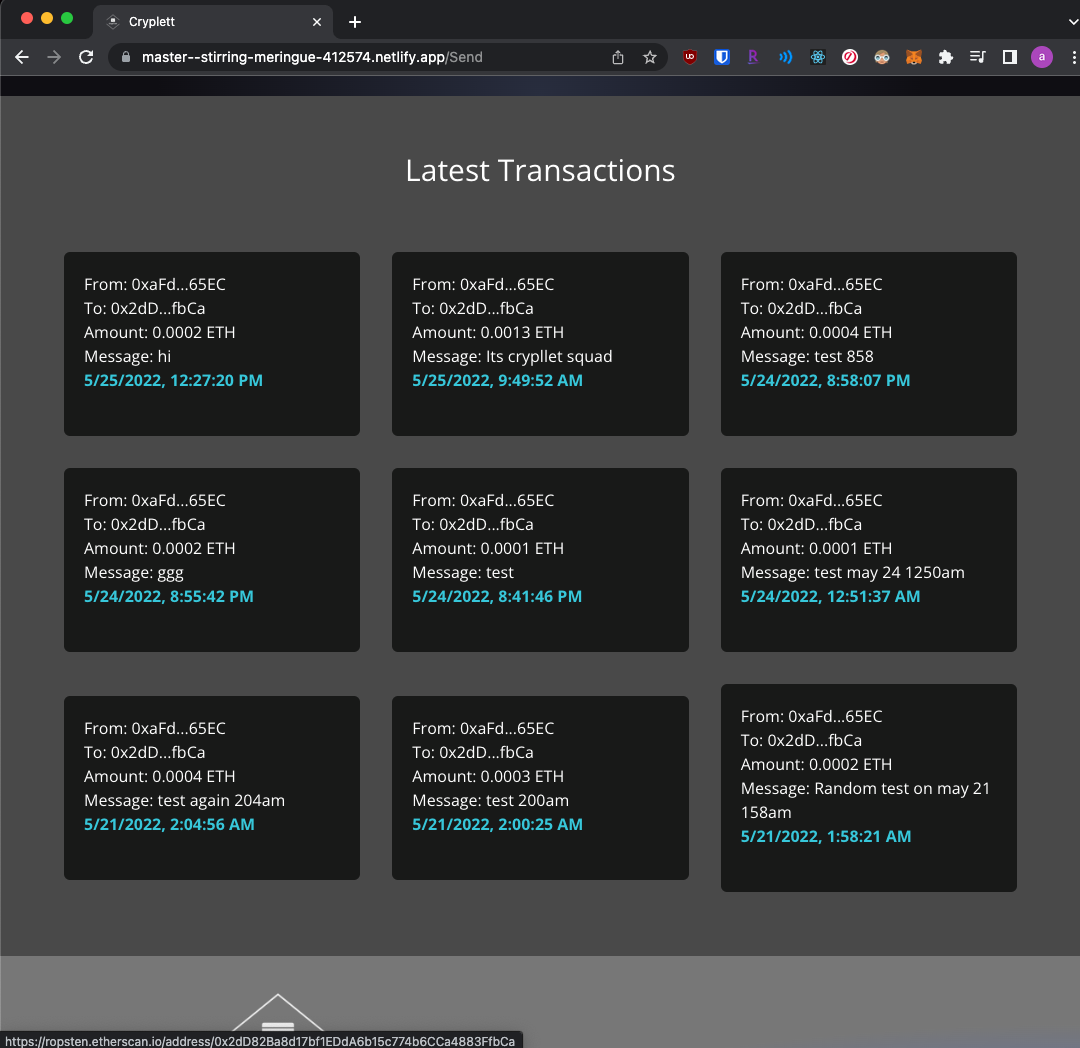 Cryplett
master--stirring-meringue-412574.netlify.app/Send
Latest Transactions
From: 0xaFd...65EC
To: 0x2dD...fbCa
Amount: 0.0002 ETH
Message: hi
5/25/2022, 12:27:20 PM
From: 0xaFd...65EC
To: 0x2dD...fbCa
Amount: 0.0013 ETH
Message: Its crypllet squad
5/25/2022, 9:49:52 AM
From: 0xaFd...65EC
To: 0x2dD...fbCa
Amount: 0.0004 ETH
Message: test 858
5/24/2022, 8:58:07 PM
From: 0xaFd...65EC
To: 0x2dD...fbCa
Amount: 0.0002 ETH
Message: ggg
5/24/2022, 8:55:42 PM
From: 0xaFd...65EC
To: 0x2dD...fbCa
Amount: 0.0001 ETH
Message: test
5/24/2022, 8:41:46 PM
From: 0xaFd...65EC
To: 0x2dD...fbCa
Amount: 0.0001 ETH
Message: test may 24 1250am
5/24/2022, 12:51:37 AM
From: 0xaFd...65EC
To: 0x2dD...fbCa
Amount: 0.0004 ETH
Message: test again 204am
5/21/2022, 2:04:56 AM
From: 0xaFd...65EC
To: 0x2dD...fbCa
Amount: 0.0003 ETH
Message: test 200am
5/21/2022, 2:00:25 AM
From: 0xaFd...65EC
To: 0x2dD...fbCa
Amount: 0.0002 ETH
Message: Random test on may 21
158am
5/21/2022, 1:58:21 AM
https://ropsten.etherscan.io/address/0x2dD82Ba8d17bf1EDdA6b15c774b6CCa4883FfbCa